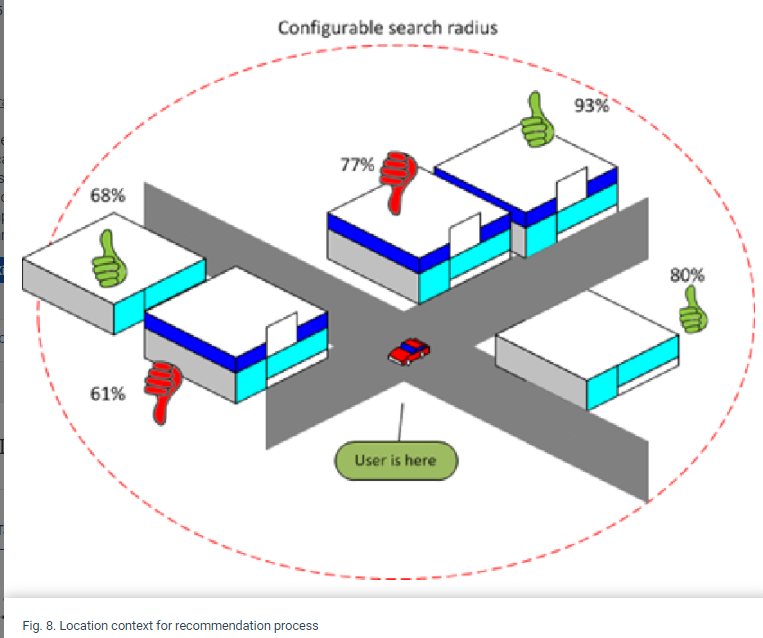 Configurable search radius
93%
77%
68%
80%
61%
User is here
Fig. 8. Location context for recommendation process